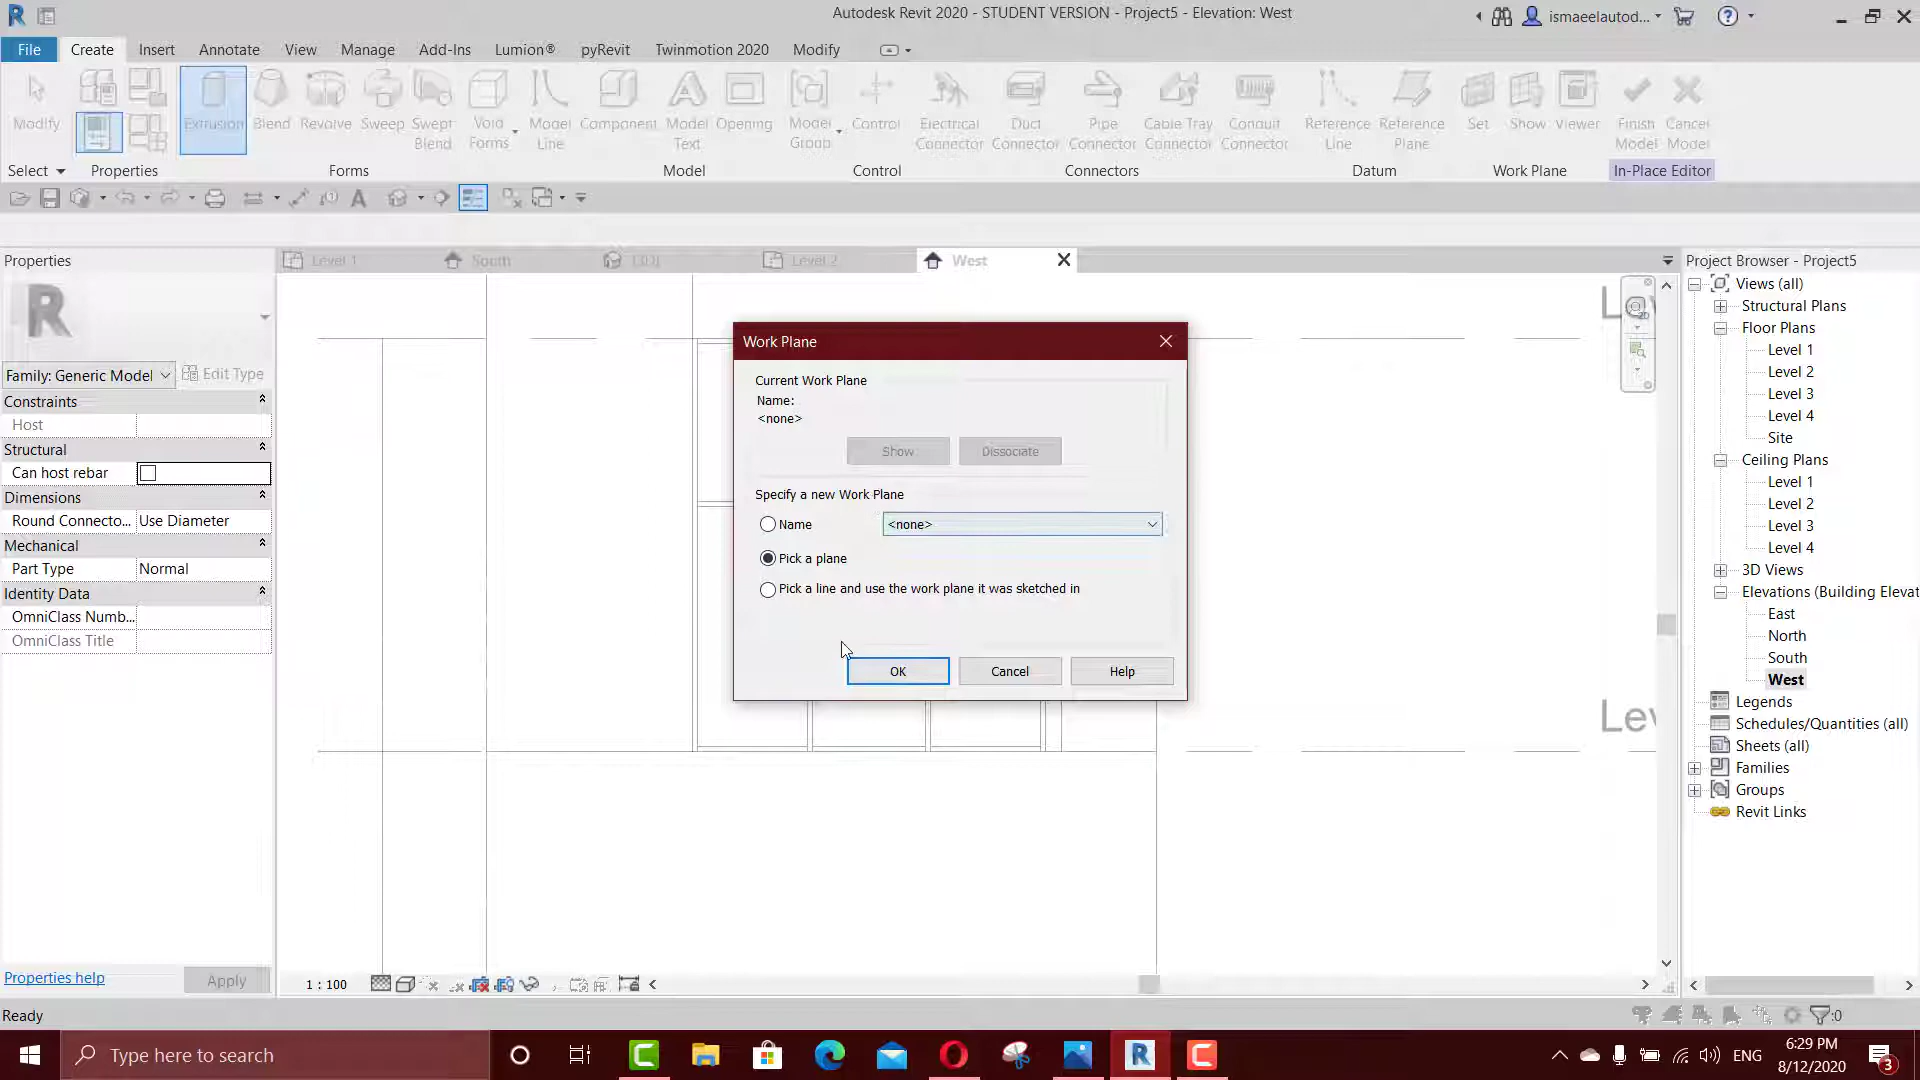 Autodesk Revit 2020 - STUDENT VERSION - Project5 - Elevation: West
ismaeelautod...
File Create Insert Annotate View Manage Add-Ins Lumion® pyRevit Twinmotion 2020 Modify
Modify Extrusion Blend Revolve Sweep Swept Blend Void Forms Model Line Component Model Text Opening Model Group Control Electrical Connector Duct Connector Pipe Connector Cable Tray Connector Conduit Connector Reference Line Reference Plane Set Show Viewer Finish Model Cancel Model
Select Properties Forms Model Control Connectors Datum Work Plane In-Place Editor
Properties
Level 1 South {3D} Level 2 West
Family: Generic Model Edit Type
Constraints
Host
Structural
Can host rebar
Dimensions
Round Connecto... Use Diameter
Mechanical
Part Type Normal
Identity Data
OmniClass Numb...
OmniClass Title
Properties help Apply
Work Plane
Current Work Plane
Name:
<none>
Show Dissociate
Specify a new Work Plane
Name <none>
Pick a plane
Pick a line and use the work plane it was sketched in
OK Cancel Help
Lev
Lev
1 : 100
Project Browser - Project5
Views (all)
Structural Plans
Floor Plans
Level 1
Level 2
Level 3
Level 4
Site
Ceiling Plans
Level 1
Level 2
Level 3
Level 4
3D Views
Elevations (Building Elevat
East
North
South
West
Legends
Schedules/Quantities (all)
Sheets (all)
Families
Groups
Revit Links
Ready
:0
Type here to search
ENG
6:29 PM
8/12/2020
3